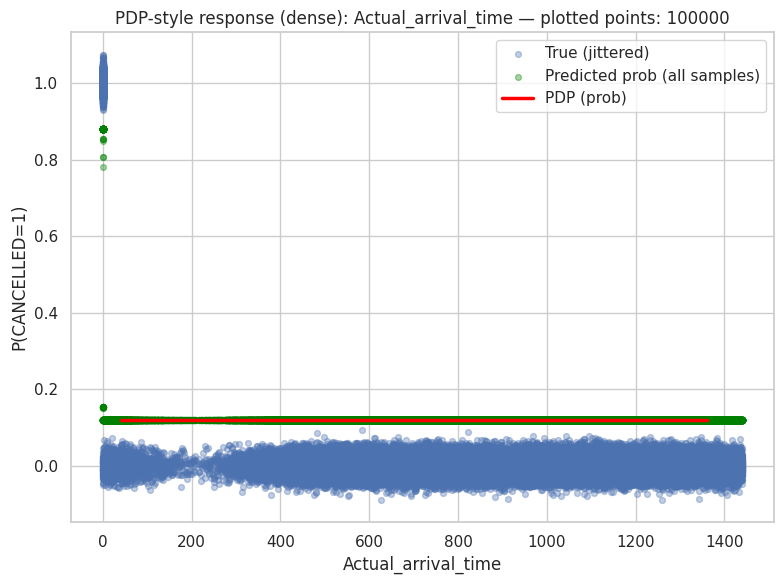 PDP-style response (dense): Actual_arrival_time — plotted points: 100000
True (jittered)
Predicted prob (all samples)
PDP (prob)
P(CANCELLED=1)
1.0
0.8
0.6
0.4
0.2
0.0
0 200 400 600 800 1000 1200 1400
Actual_arrival_time